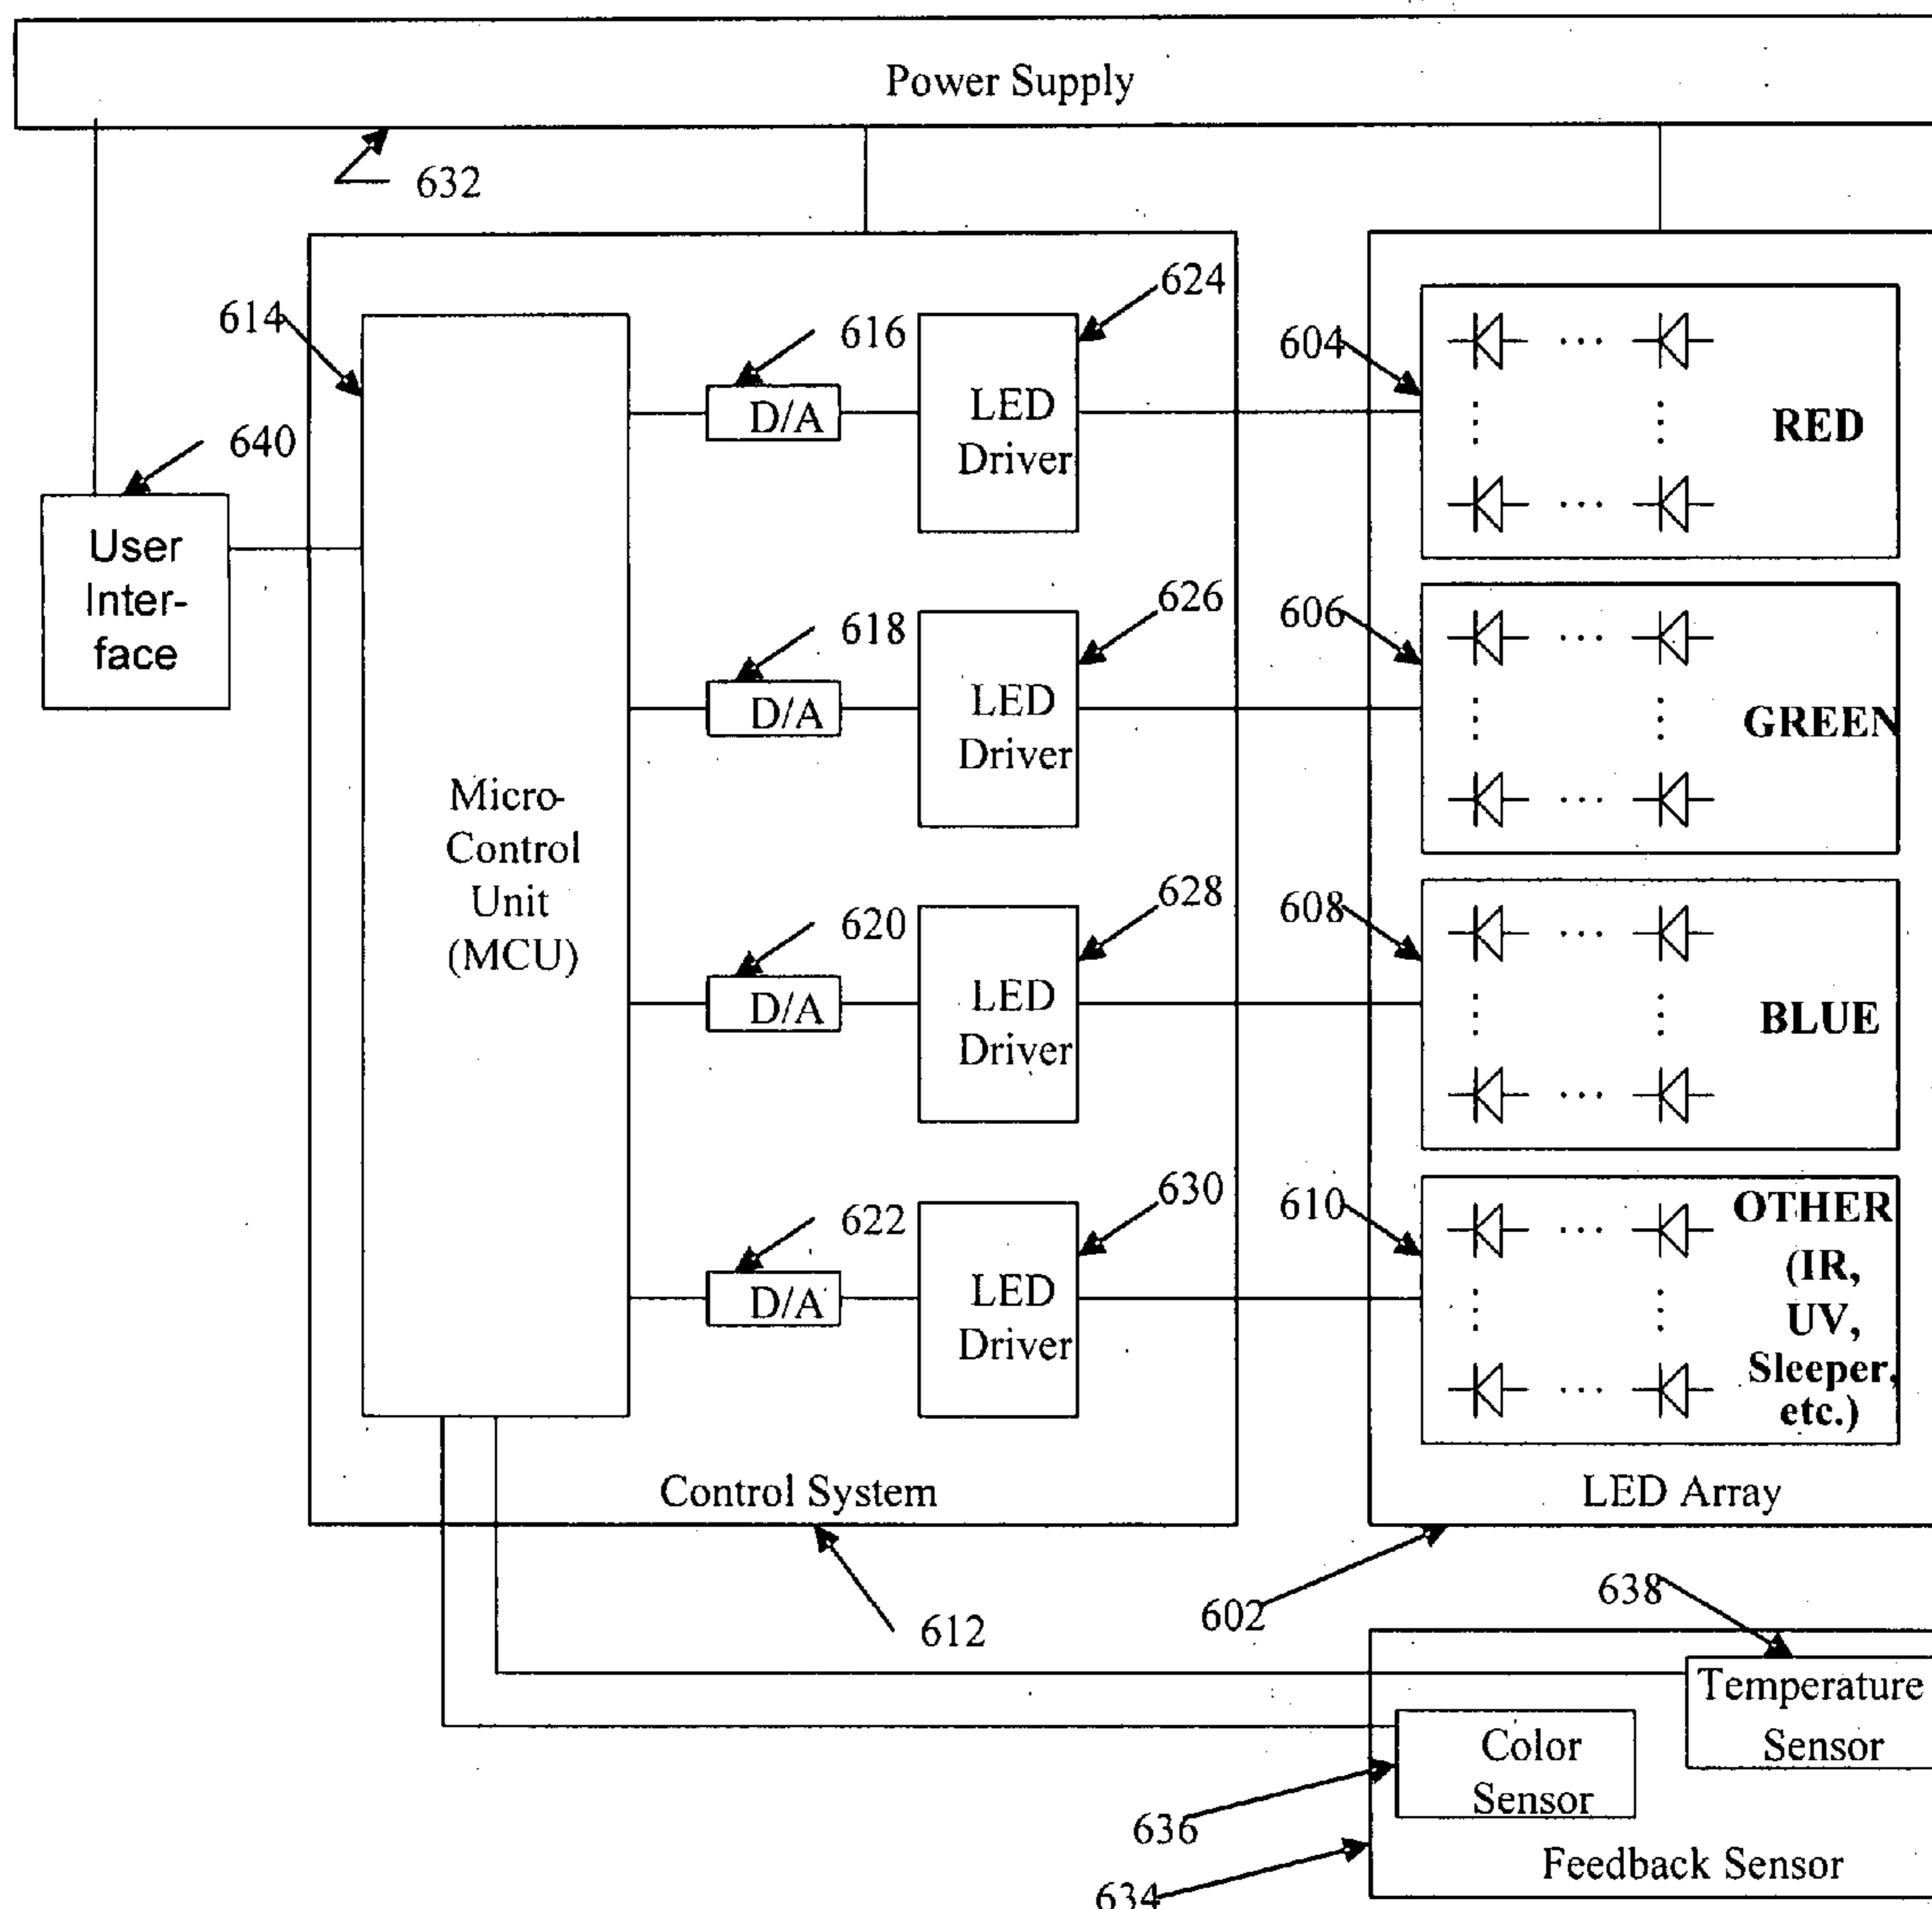 Power Supply
632
624
614
616
604
LED
Driver
D/A
RED
640
User
Inter-
face
626
618
606
LED
Driver
D/A
GREEN
Micro-
Control
Unit
(MCU)
628
620
608
LED
Driver
D/A
BLUE
630
622
610
LED
Driver
D/A
OTHER
(IR,
UV,
Sleeper,
etc.)
Control System
LED Array
612
602
638
Temperature
Sensor
Color
Sensor
636
634
Feedback Sensor